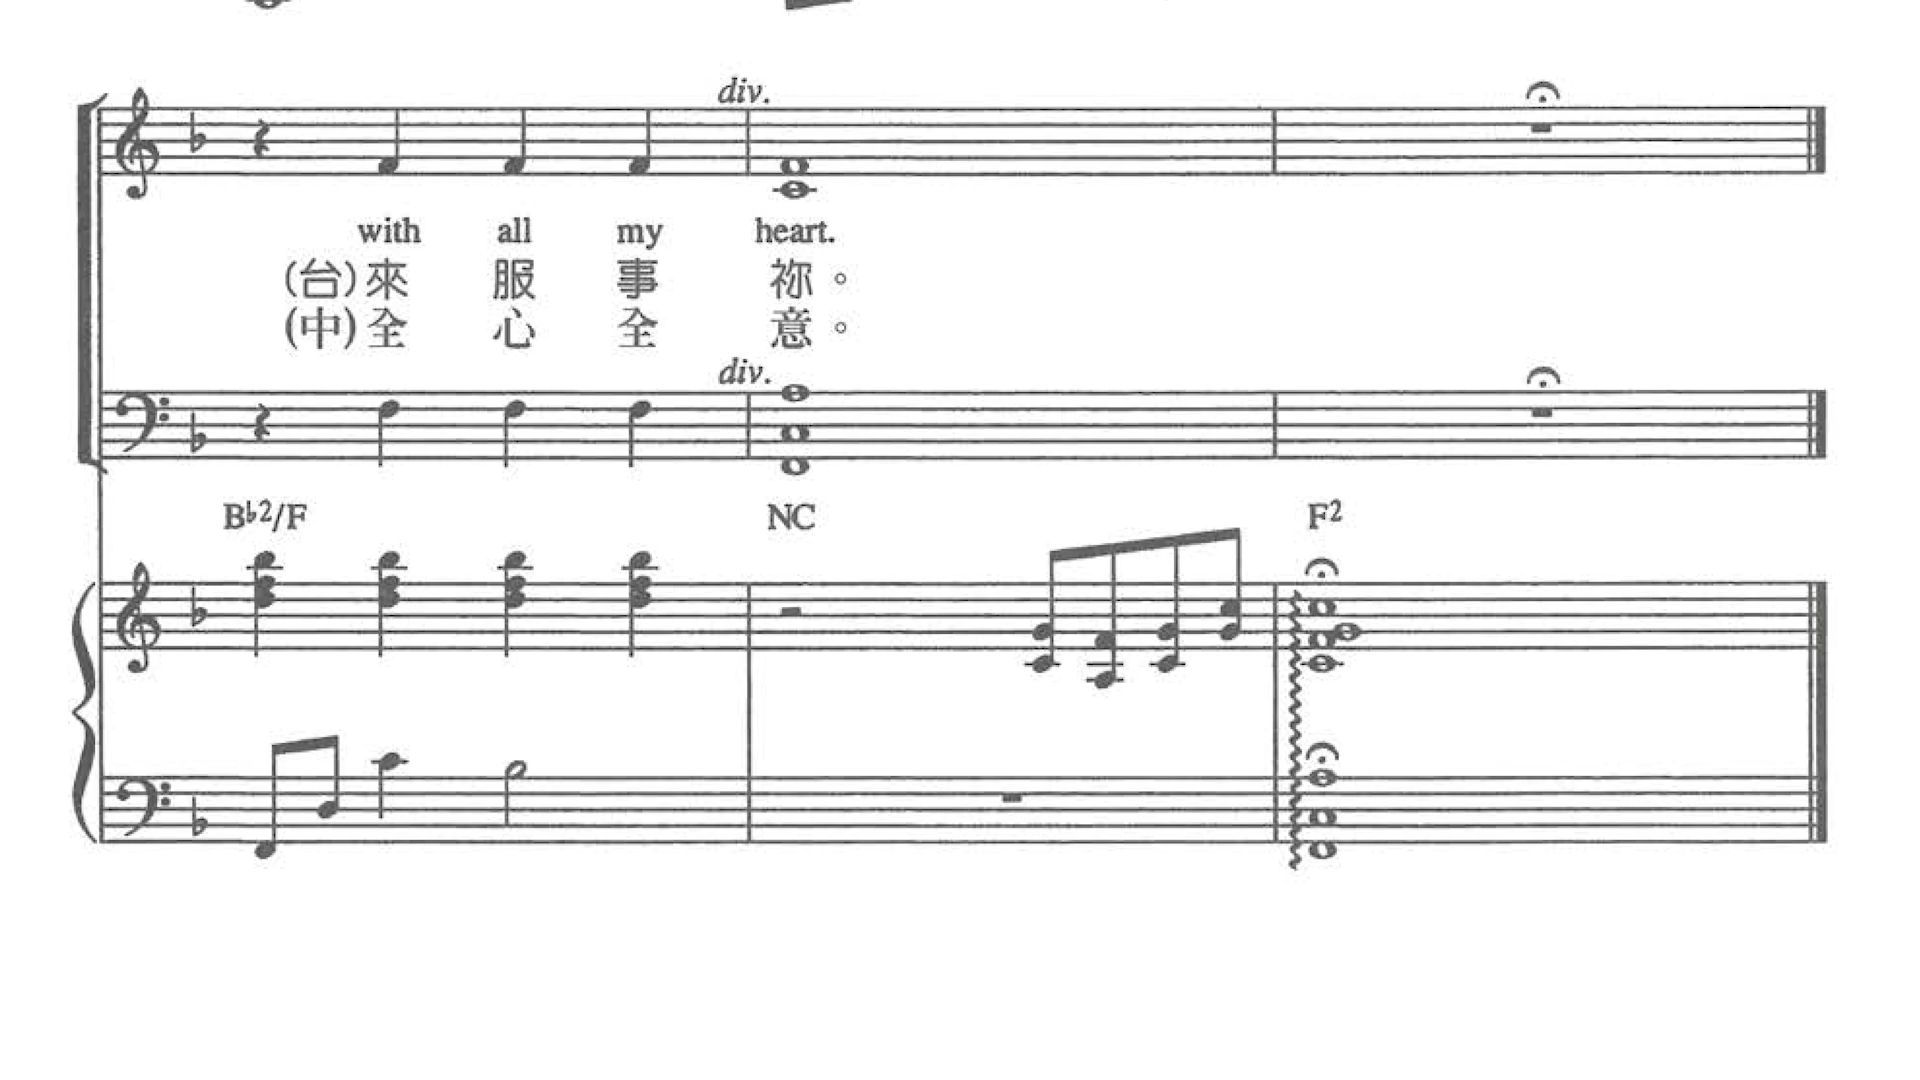 div.
with all my heart.
(台)來 服 事 祢。
(中)全 心 全 意。
div.
B♭2/F NC F2